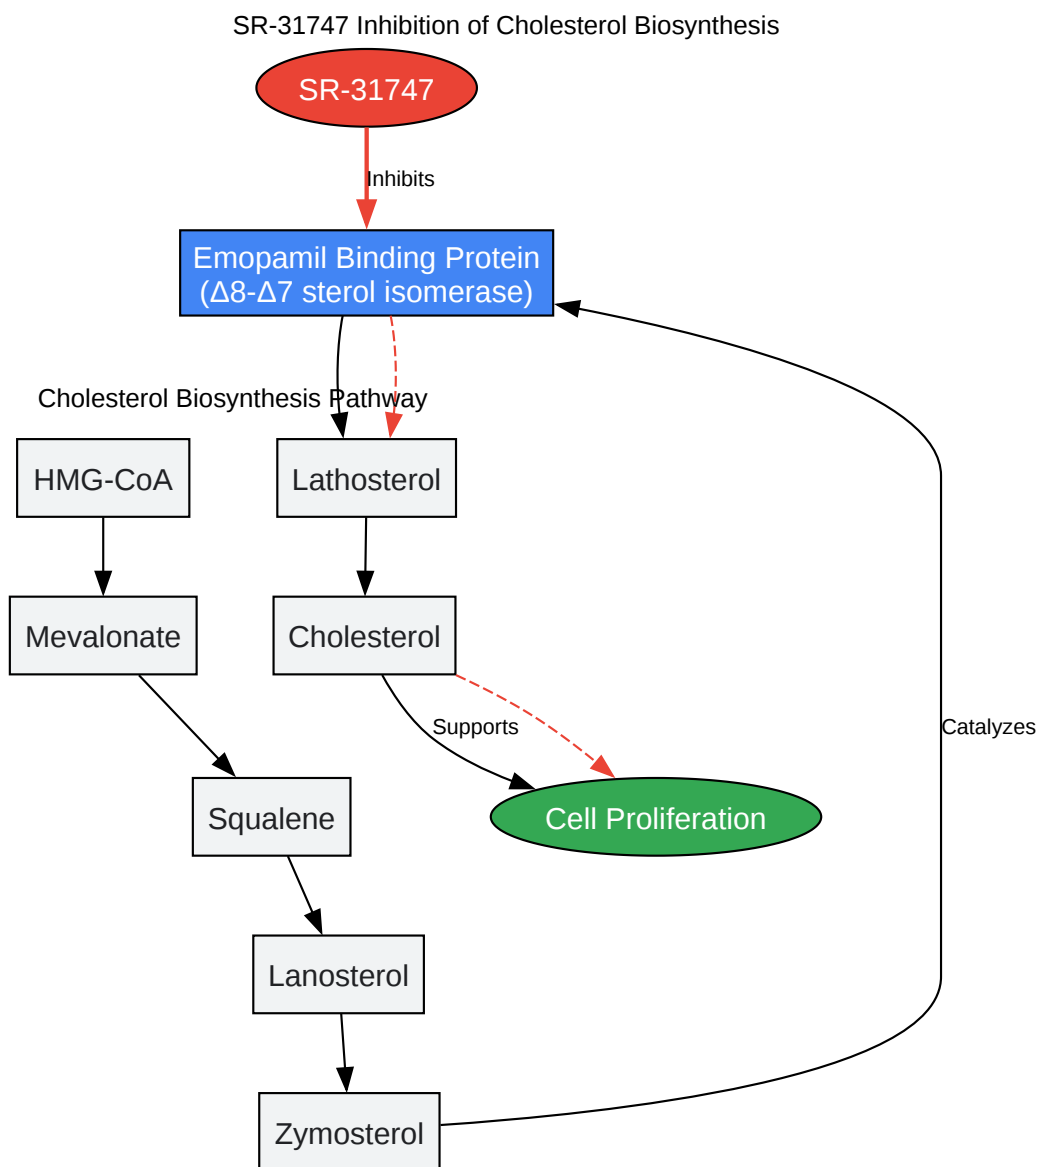 SR-31747 Inhibition of Cholesterol Biosynthesis
SR-31747
Inhibits
Emopamil Binding Protein
(Δ8-Δ7 sterol isomerase)
Cholesterol Biosynthesis Pathway
HMG-CoA
Lathosterol
Mevalonate
Cholesterol
Supports
Catalyzes
Squalene
Cell Proliferation
Lanosterol
Zymosterol